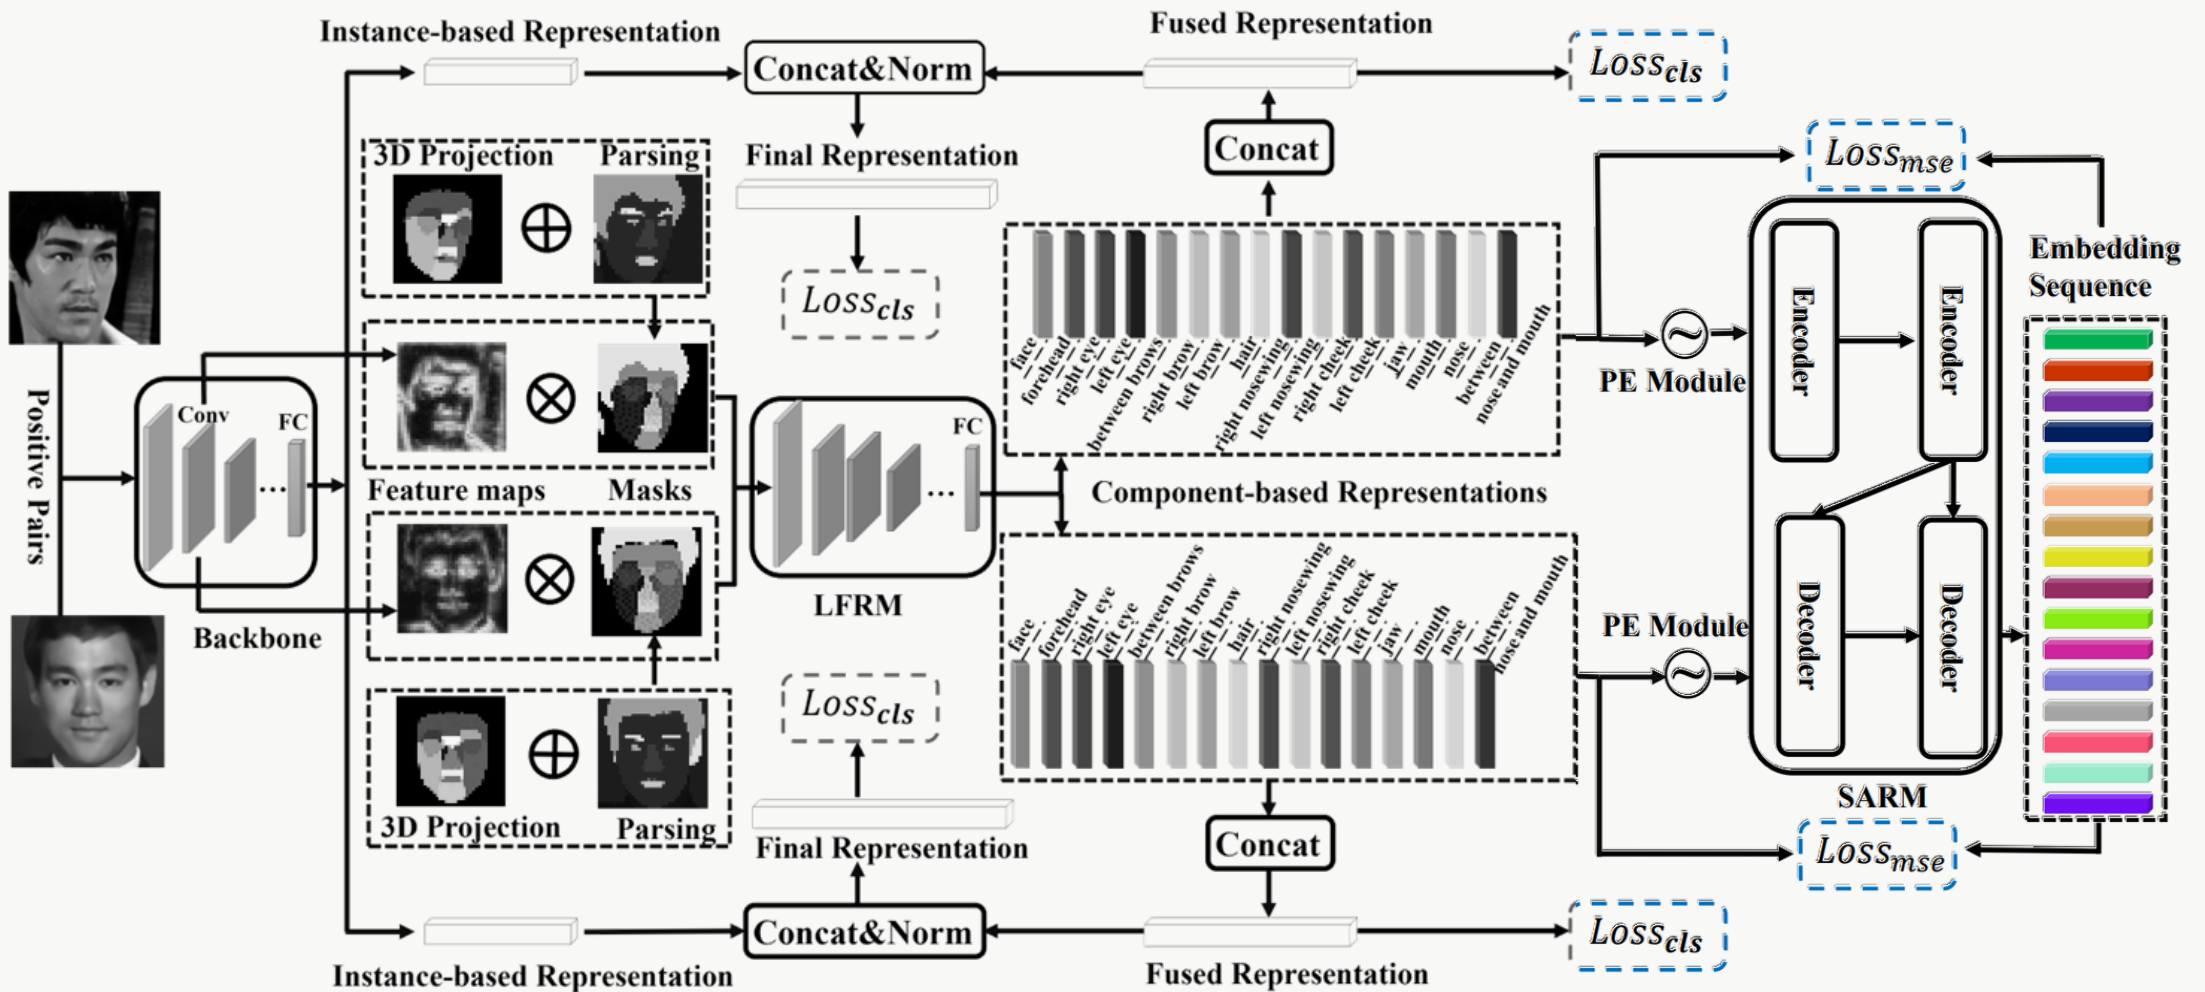 Instance-based Representation
Concat&Norm
Fused Representation
Loss_cls
3D Projection
Parsing
Final Representation
Concat
Loss_mse
Loss_cls
face
forehead
right eye
left eye
between brows
right brow
left brow
hair
right nosewing
left nosewing
right cheek
left cheek
jaw
mouth
nose
between
nose and mouth
PE Module
Encoder
Encoder
Embedding
Sequence
Positive Pairs
Conv
FC
...
Backbone
Feature maps
Masks
FC
...
LFRM
Component-based Representations
face
forehead
right eye
left eye
between brows
right brow
left brow
hair
right nosewing
left nosewing
right cheek
left cheek
jaw
mouth
nose
between
nose and mouth
PE Module
Decoder
Decoder
SARM
Loss_cls
3D Projection
Parsing
Final Representation
Concat
Loss_mse
Concat&Norm
Loss_cls
Instance-based Representation
Fused Representation